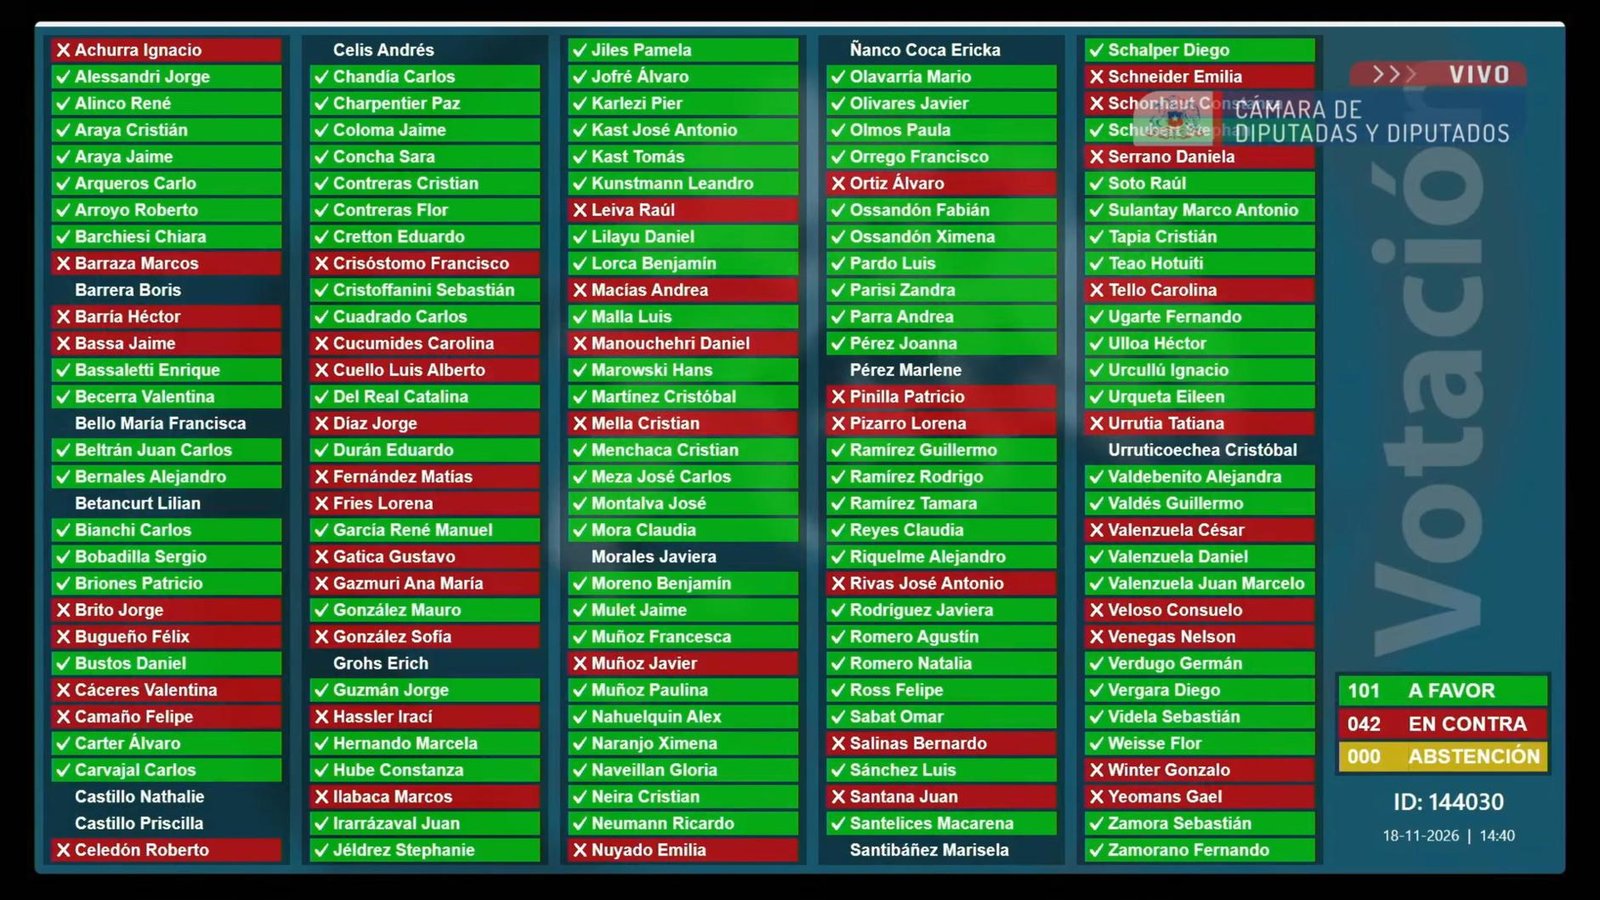 X Achurra Ignacio
✓ Alessandri Jorge
✓ Alinco René
✓ Araya Cristián
✓ Araya Jaime
✓ Arqueros Carlo
✓ Arroyo Roberto
✓ Barchiesi Chiara
X Barraza Marcos
Barrera Boris
X Barría Héctor
X Bassa Jaime
✓ Bassaletti Enrique
✓ Becerra Valentina
Bello María Francisca
✓ Beltrán Juan Carlos
✓ Bernales Alejandro
Betancurt Lilian
✓ Bianchi Carlos
✓ Bobadilla Sergio
✓ Briones Patricio
X Brito Jorge
X Bugueño Félix
✓ Bustos Daniel
X Cáceres Valentina
X Camaño Felipe
✓ Carter Álvaro
✓ Carvajal Carlos
Castillo Nathalie
Castillo Priscilla
X Celedón Roberto
Celis Andrés
✓ Chandía Carlos
✓ Charpentier Paz
✓ Coloma Jaime
✓ Concha Sara
✓ Contreras Cristian
✓ Contreras Flor
✓ Cretton Eduardo
X Crisóstomo Francisco
✓ Cristoffanini Sebastián
✓ Cuadrado Carlos
X Cucumides Carolina
X Cuello Luis Alberto
✓ Del Real Catalina
X Díaz Jorge
✓ Durán Eduardo
X Fernández Matías
X Fries Lorena
✓ García René Manuel
X Gatica Gustavo
X Gazmuri Ana María
✓ González Mauro
X González Sofía
Grohs Erich
✓ Guzmán Jorge
X Hassler Irací
✓ Hernando Marcela
✓ Hube Constanza
X Ilabaca Marcos
✓ Irarrázaval Juan
✓ Jéldrez Stephanie
✓ Jiles Pamela
✓ Jofré Álvaro
✓ Karlezi Pier
✓ Kast José Antonio
✓ Kast Tomás
✓ Kunstmann Leandro
X Leiva Raúl
✓ Lilayu Daniel
✓ Lorca Benjamín
X Macías Andrea
✓ Malla Luis
X Manouchehri Daniel
✓ Marowski Hans
✓ Martínez Cristóbal
X Mella Cristian
✓ Menchaca Cristian
✓ Meza José Carlos
✓ Montalva José
✓ Mora Claudia
Morales Javiera
✓ Moreno Benjamín
✓ Mulet Jaime
✓ Muñoz Francesca
X Muñoz Javier
✓ Muñoz Paulina
✓ Nahuelquin Alex
✓ Naranjo Ximena
✓ Naveillan Gloria
✓ Neira Cristian
✓ Neumann Ricardo
X Nuyado Emilia
Ñanco Coca Ericka
✓ Olavarría Mario
✓ Olivares Javier
✓ Olmos Paula
✓ Orrego Francisco
X Ortiz Álvaro
✓ Ossandón Fabián
✓ Ossandón Ximena
✓ Pardo Luis
✓ Parisi Zandra
✓ Parra Andrea
✓ Pérez Joanna
Pérez Marlene
X Pinilla Patricio
X Pizarro Lorena
✓ Ramírez Guillermo
✓ Ramírez Rodrigo
✓ Ramírez Tamara
✓ Reyes Claudia
✓ Riquelme Alejandro
X Rivas José Antonio
✓ Rodríguez Javiera
✓ Romero Agustín
✓ Romero Natalia
✓ Ross Felipe
✓ Sabat Omar
X Salinas Bernardo
✓ Sánchez Luis
X Santana Juan
✓ Santelices Macarena
Santibáñez Marisela
✓ Schalper Diego
X Schneider Emilia
X Schonhaut Constanza
✓ Schubert Stephan
X Serrano Daniela
✓ Soto Raúl
✓ Sulantay Marco Antonio
✓ Tapia Cristián
✓ Teao Hotuiti
X Tello Carolina
✓ Ugarte Fernando
✓ Ulloa Héctor
✓ Urcullú Ignacio
✓ Urqueta Eileen
X Urrutia Tatiana
Urruticoechea Cristóbal
✓ Valdebenito Alejandra
✓ Valdés Guillermo
X Valenzuela César
✓ Valenzuela Daniel
✓ Valenzuela Juan Marcelo
X Veloso Consuelo
X Venegas Nelson
✓ Verdugo Germán
✓ Vergara Diego
✓ Videla Sebastián
✓ Weisse Flor
X Winter Gonzalo
X Yeomans Gael
✓ Zamora Sebastián
✓ Zamorano Fernando
>>> VIVO
CÁMARA DE
DIPUTADAS Y DIPUTADOS
Votación
101 A FAVOR
042 EN CONTRA
000 ABSTENCIÓN
ID: 144030
18-11-2026 | 14:40